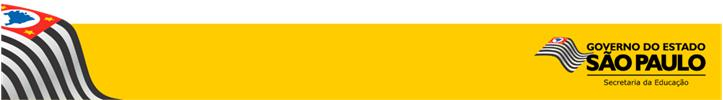 GOVERNO DO ESTADO
SÃO PAULO
Secretaria da Educação